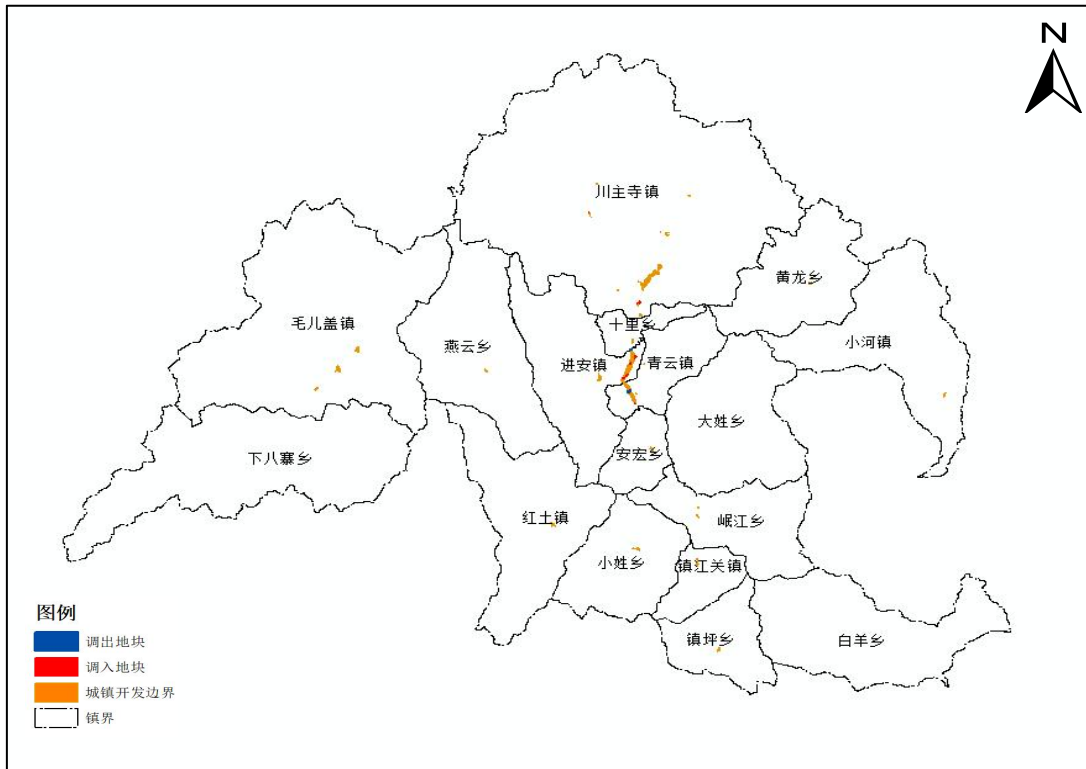 N
川主寺镇
黄龙乡
十里乡
毛儿盖镇
小河镇
燕云乡
进安镇
青云镇
大姓乡
下八寨乡
安宏乡
红土镇
岷江乡
小姓乡
镇江关镇
镇坪乡
白羊乡
图例
调出地块
调入地块
城镇开发边界
镇界